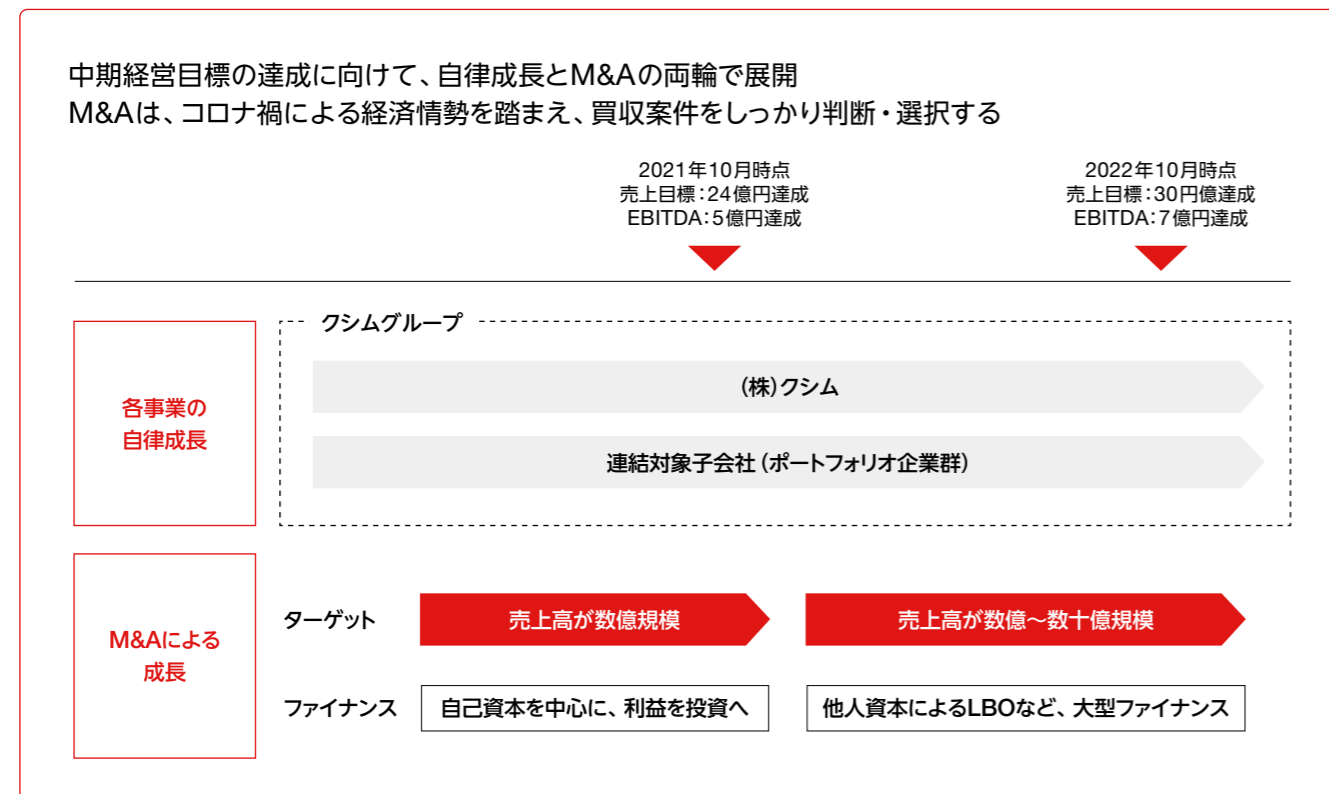 中期経営目標の達成に向けて、自律成長とM&Aの両輪で展開
M&Aは、コロナ禍による経済情勢を踏まえ、買収案件をしっかり判断・選択する
2021年10月時点
売上目標：24億円達成
EBITDA：5億円達成
2022年10月時点
売上目標：30円億達成
EBITDA：7億円達成
各事業の
自律成長
クシムグループ
（株）クシム
連結対象子会社（ポートフォリオ企業群）
M&Aによる
成長
ターゲット
売上高が数億規模
売上高が数億～数十億規模
ファイナンス
自己資本を中心に、利益を投資へ
他人資本によるLBOなど、大型ファイナンス